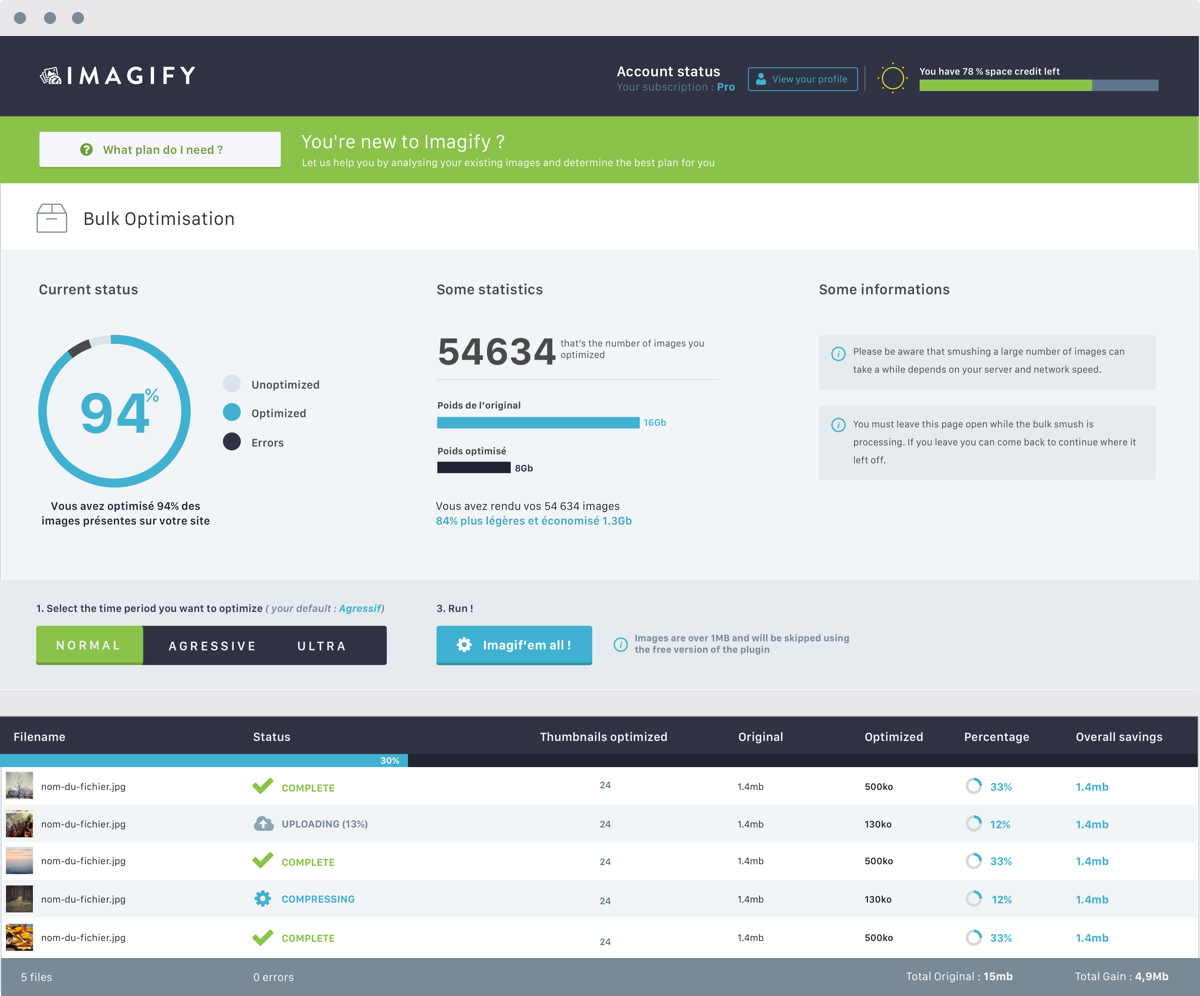 IMAGIFY
Account status
Your subscription : Pro
View your profile
You have 78 % space credit left
What plan do I need ?
You're new to Imagify ?
Let us help you by analysing your existing images and determine the best plan for you
Bulk Optimisation
Current status
94%
Unoptimized
Optimized
Errors
Vous avez optimisé 94% des
images présentes sur votre site
Some statistics
54634
that's the number of images you
optimized
Poids de l'original
16Gb
Poids optimisé
8Gb
Vous avez rendu vos 54 634 images
84% plus légères et économisé 1.3Gb
Some informations
Please be aware that smushing a large number of images can
take a while depends on your server and network speed.
You must leave this page open while the bulk smush is
processing. If you leave you can come back to continue where it
left off.
1. Select the time period you want to optimize ( your default : Agressif)
NORMAL AGRESSIVE ULTRA
3. Run !
Imagif'em all !
Images are over 1MB and will be skipped using
the free version of the plugin
Filename Status Thumbnails optimized Original Optimized Percentage Overall savings
30%
nom-du-fichier.jpg COMPLETE 24 1.4mb 500ko 33% 1.4mb
nom-du-fichier.jpg UPLOADING (13%) 24 1.4mb 130ko 12% 1.4mb
nom-du-fichier.jpg COMPLETE 24 1.4mb 500ko 33% 1.4mb
nom-du-fichier.jpg COMPRESSING 24 1.4mb 130ko 12% 1.4mb
nom-du-fichier.jpg COMPLETE 24 1.4mb 500ko 33% 1.4mb
5 files 0 errors Total Original : 15mb Total Gain : 4,9Mb